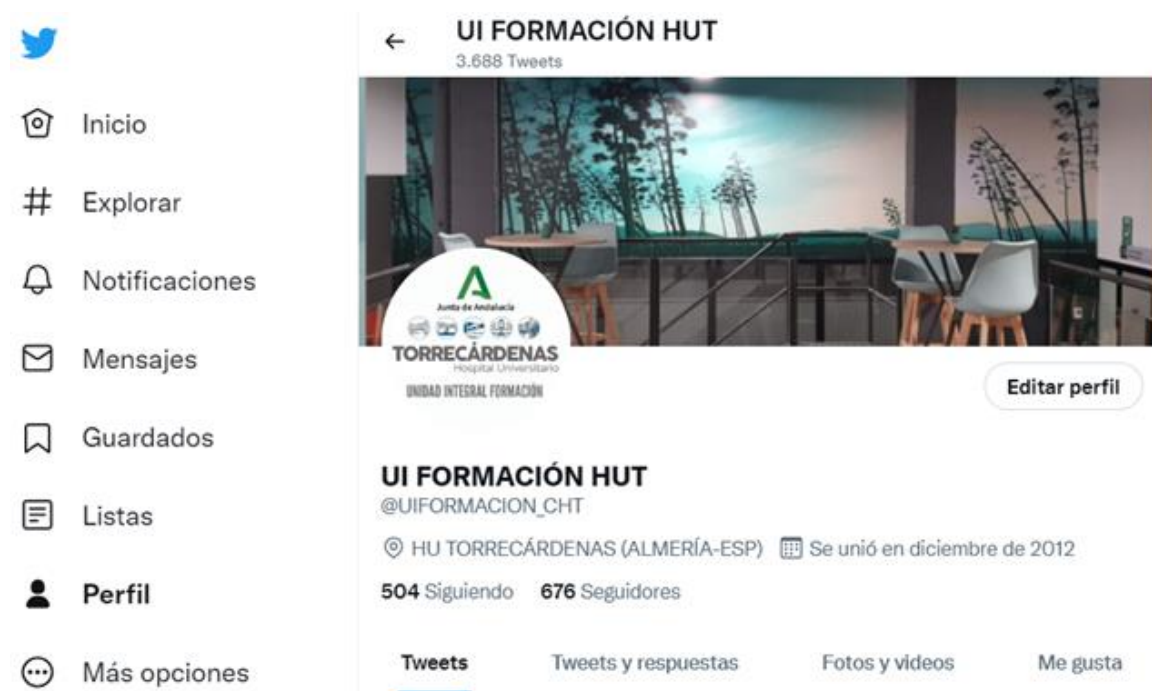 UI FORMACIÓN HUT
3.688 Tweets
Inicio
Explorar
Notificaciones
Mensajes
Guardados
Listas
Perfil
Más opciones
Junta de Andalucía
TORRECÁRDENAS
Hospital Universitario
UNIDAD INTEGRAL FORMACIÓN
Editar perfil
UI FORMACIÓN HUT
@UIFORMACION_CHT
HU TORRECÁRDENAS (ALMERÍA-ESP) Se unió en diciembre de 2012
504 Siguiendo 676 Seguidores
Tweets Tweets y respuestas Fotos y videos Me gusta